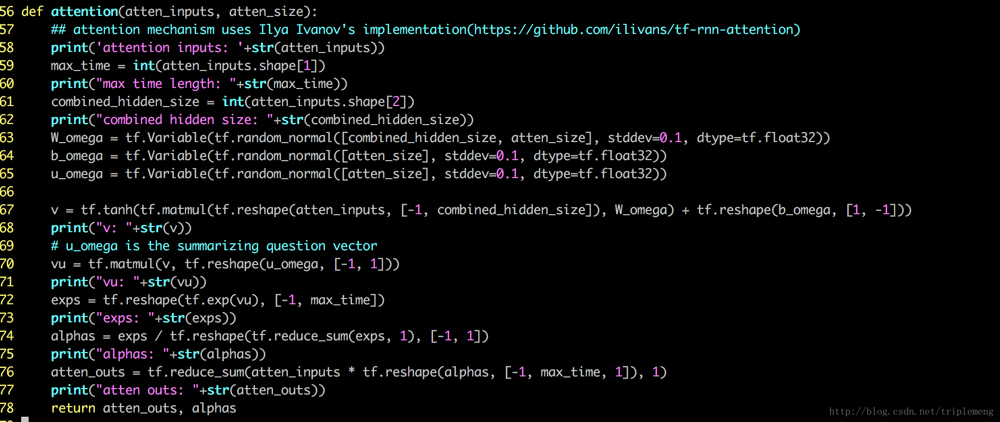 56 def attention(atten_inputs, atten_size):
57     ## attention mechanism uses Ilya Ivanov's implementation(https://github.com/ilivans/tf-rnn-attention)
58     print('attention inputs: '+str(atten_inputs))
59     max_time = int(atten_inputs.shape[1])
60     print("max time length: "+str(max_time))
61     combined_hidden_size = int(atten_inputs.shape[2])
62     print("combined hidden size: "+str(combined_hidden_size))
63     W_omega = tf.Variable(tf.random_normal([combined_hidden_size, atten_size], stddev=0.1, dtype=tf.float32))
64     b_omega = tf.Variable(tf.random_normal([atten_size], stddev=0.1, dtype=tf.float32))
65     u_omega = tf.Variable(tf.random_normal([atten_size], stddev=0.1, dtype=tf.float32))
66
67     v = tf.tanh(tf.matmul(tf.reshape(atten_inputs, [-1, combined_hidden_size]), W_omega) + tf.reshape(b_omega, [1, -1]))
68     print("v: "+str(v))
69     # u_omega is the summarizing question vector
70     vu = tf.matmul(v, tf.reshape(u_omega, [-1, 1]))
71     print("vu: "+str(vu))
72     exps = tf.reshape(tf.exp(vu), [-1, max_time])
73     print("exps: "+str(exps))
74     alphas = exps / tf.reshape(tf.reduce_sum(exps, 1), [-1, 1])
75     print("alphas: "+str(alphas))
76     atten_outs = tf.reduce_sum(atten_inputs * tf.reshape(alphas, [-1, max_time, 1]), 1)
77     print("atten outs: "+str(atten_outs))
78     return atten_outs, alphas
http://blog.csdn.net/triplemeng